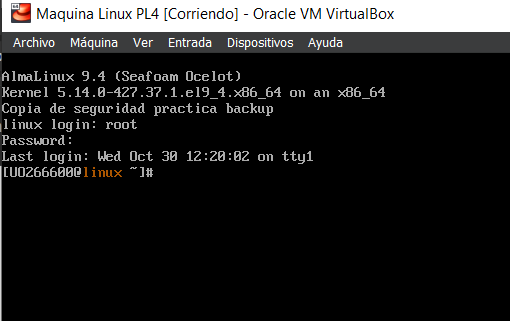 Maquina Linux PL4 [Corriendo] - Oracle VM VirtualBox
Archivo Máquina Ver Entrada Dispositivos Ayuda
AlmaLinux 9.4 (Seafoam Ocelot)
Kernel 5.14.0-427.37.1.el9_4.x86_64 on an x86_64
Copia de seguridad practica backup
linux login: root
Password:
Last login: Wed Oct 30 12:20:02 on tty1
[UO266600@linux ~]#